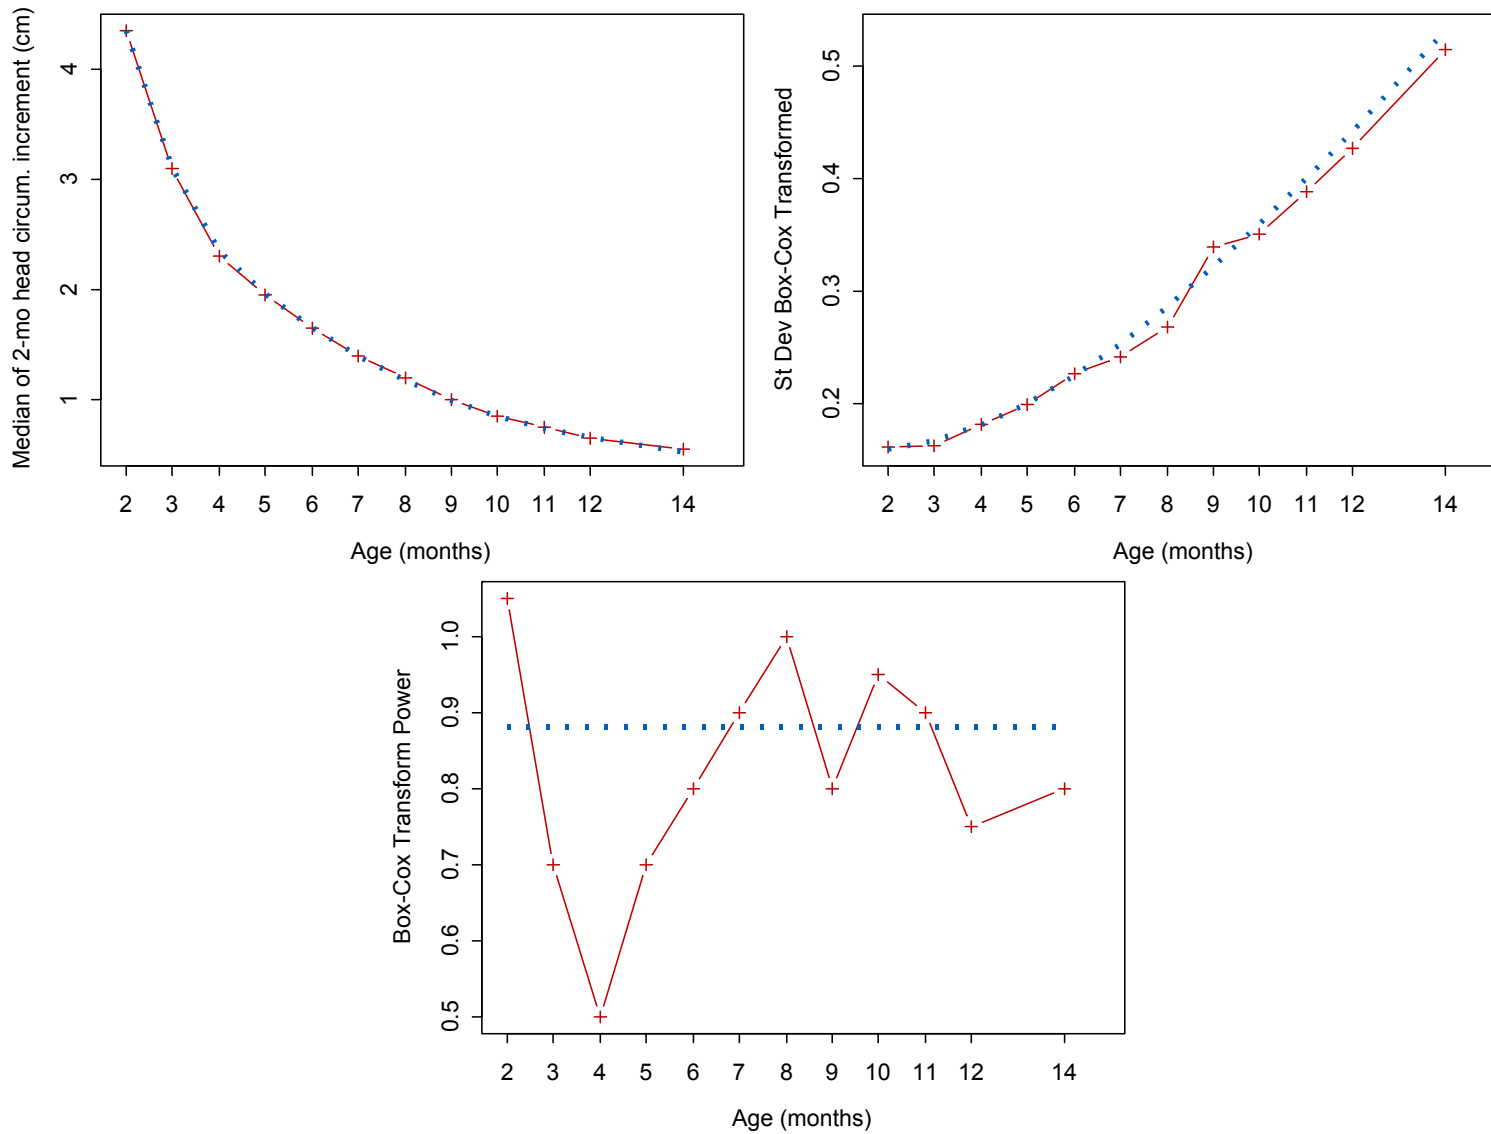 Median of 2-mo head circum. increment (cm)
4
3
2
1
2 3 4 5 6 7 8 9 10 11 12 14
Age (months)
St Dev Box-Cox Transformed
0.5
0.4
0.3
0.2
2 3 4 5 6 7 8 9 10 11 12 14
Age (months)
Box-Cox Transform Power
1.0
0.9
0.8
0.7
0.6
0.5
2 3 4 5 6 7 8 9 10 11 12 14
Age (months)